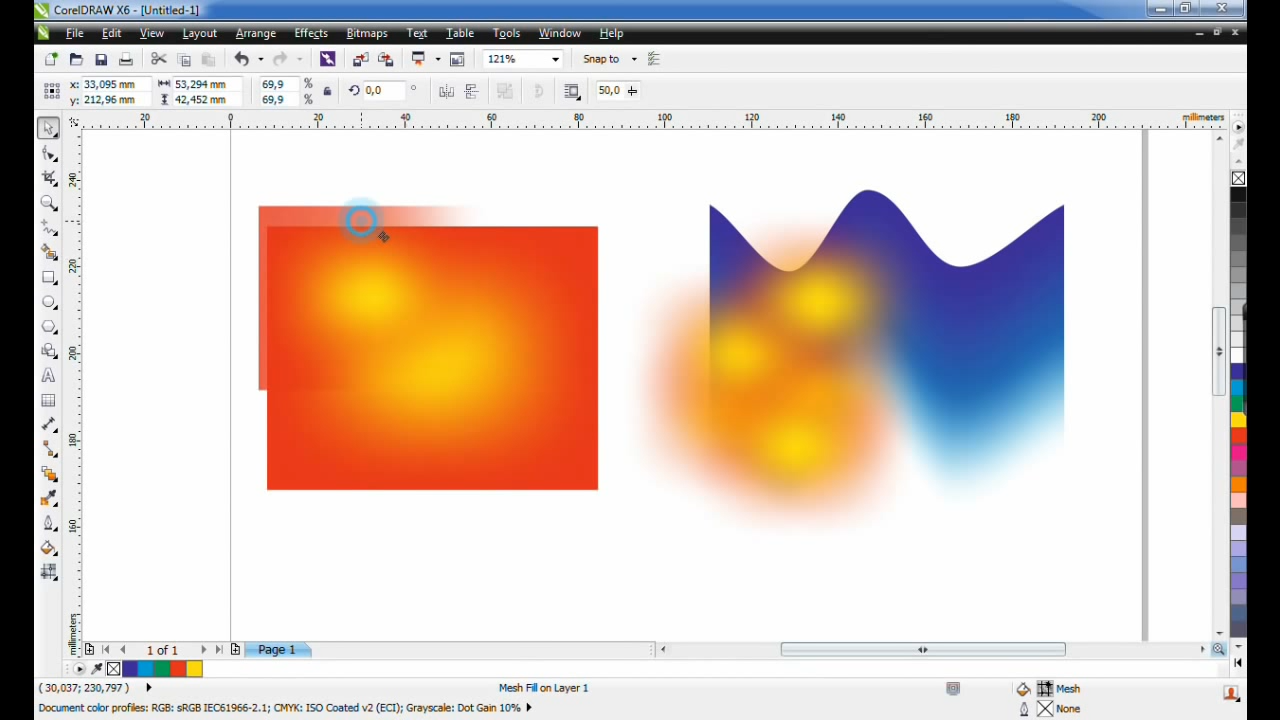 CorelDRAW X6 - [Untitled-1]
File Edit View Layout Arrange Effects Bitmaps Text Table Tools Window Help
121% Snap to
x: 33,095 mm 53,294 mm 69,9 %
y: 212,96 mm 42,452 mm 69,9 %
0,0 ° 50,0
20 0 20 40 60 80 100 120 140 160 180 200 millimeters
240
220
200
180
160
millimeters
1 of 1 Page 1
( 30,037; 230,797 ) Mesh Fill on Layer 1 Mesh
Document color profiles: RGB: sRGB IEC61966-2.1; CMYK: ISO Coated v2 (ECI); Grayscale: Dot Gain 10% None